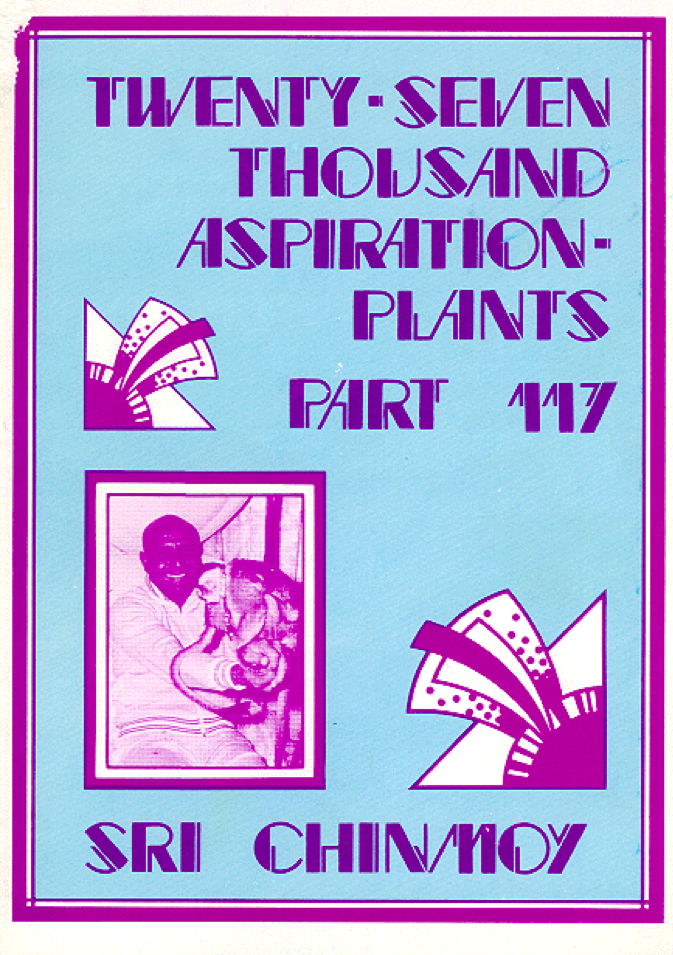 TWENTY-SEVEN
THOUSAND
ASPIRATION-
PLANTS
PART 117
SRI CHINMOY